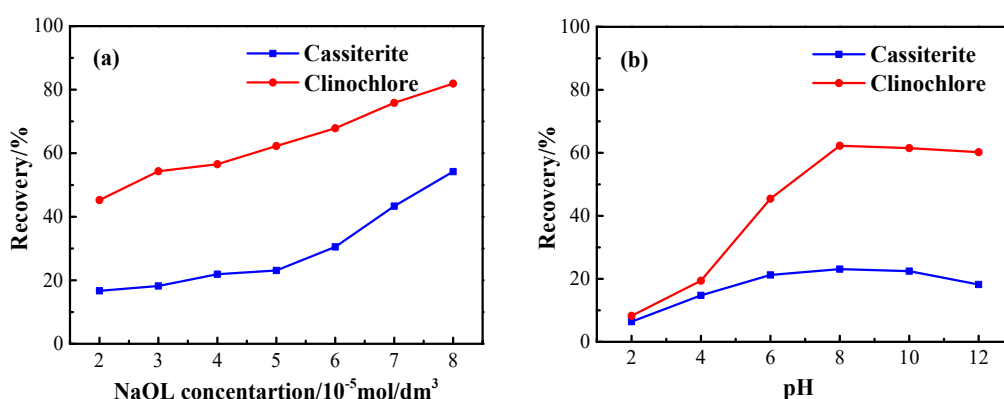 (a)
Cassiterite
Clinochlore
Recovery/%
100
80
60
40
20
0
2 3 4 5 6 7 8
NaOL concentartion/10⁻⁵mol/dm³
(b)
Cassiterite
Clinochlore
Recovery/%
100
80
60
40
20
0
2 4 6 8 10 12
pH